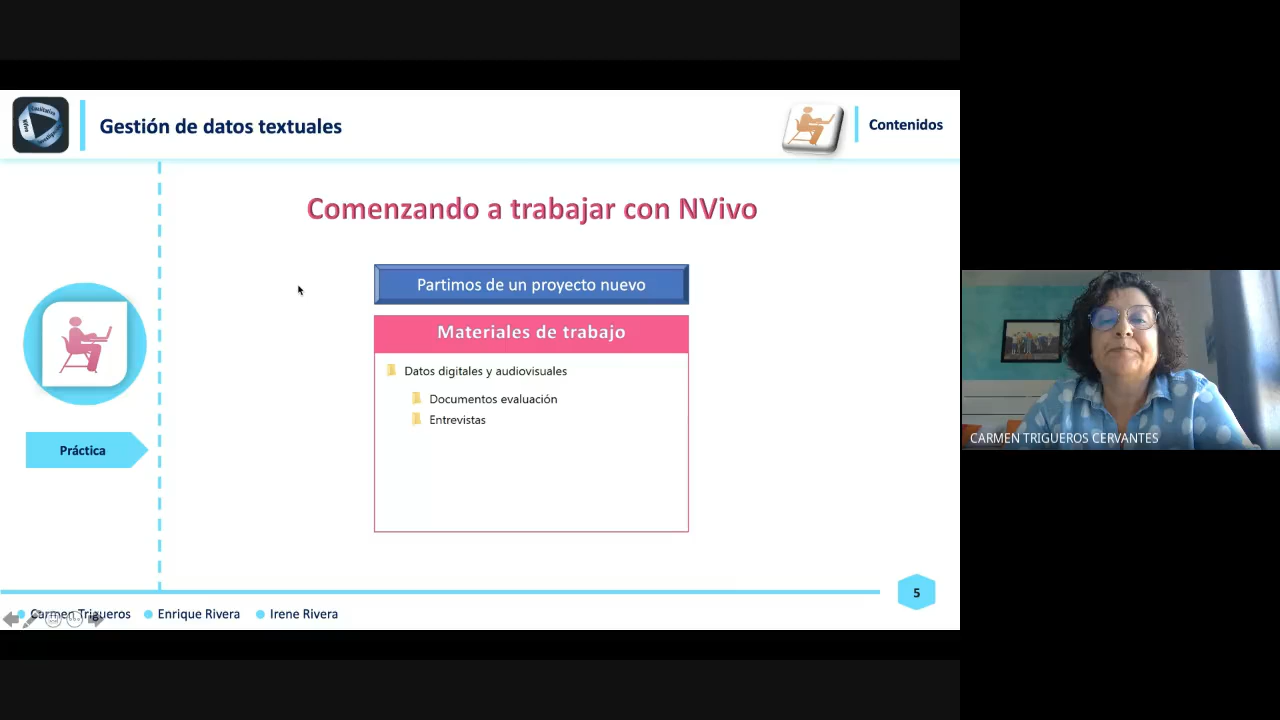 Gestión de datos textuales
Contenidos
Comenzando a trabajar con NVivo
Partimos de un proyecto nuevo
Materiales de trabajo
Datos digitales y audiovisuales
Documentos evaluación
Entrevistas
Práctica
CARMEN TRIGUEROS CERVANTES
5
Carmen Trigueros
Enrique Rivera
Irene Rivera